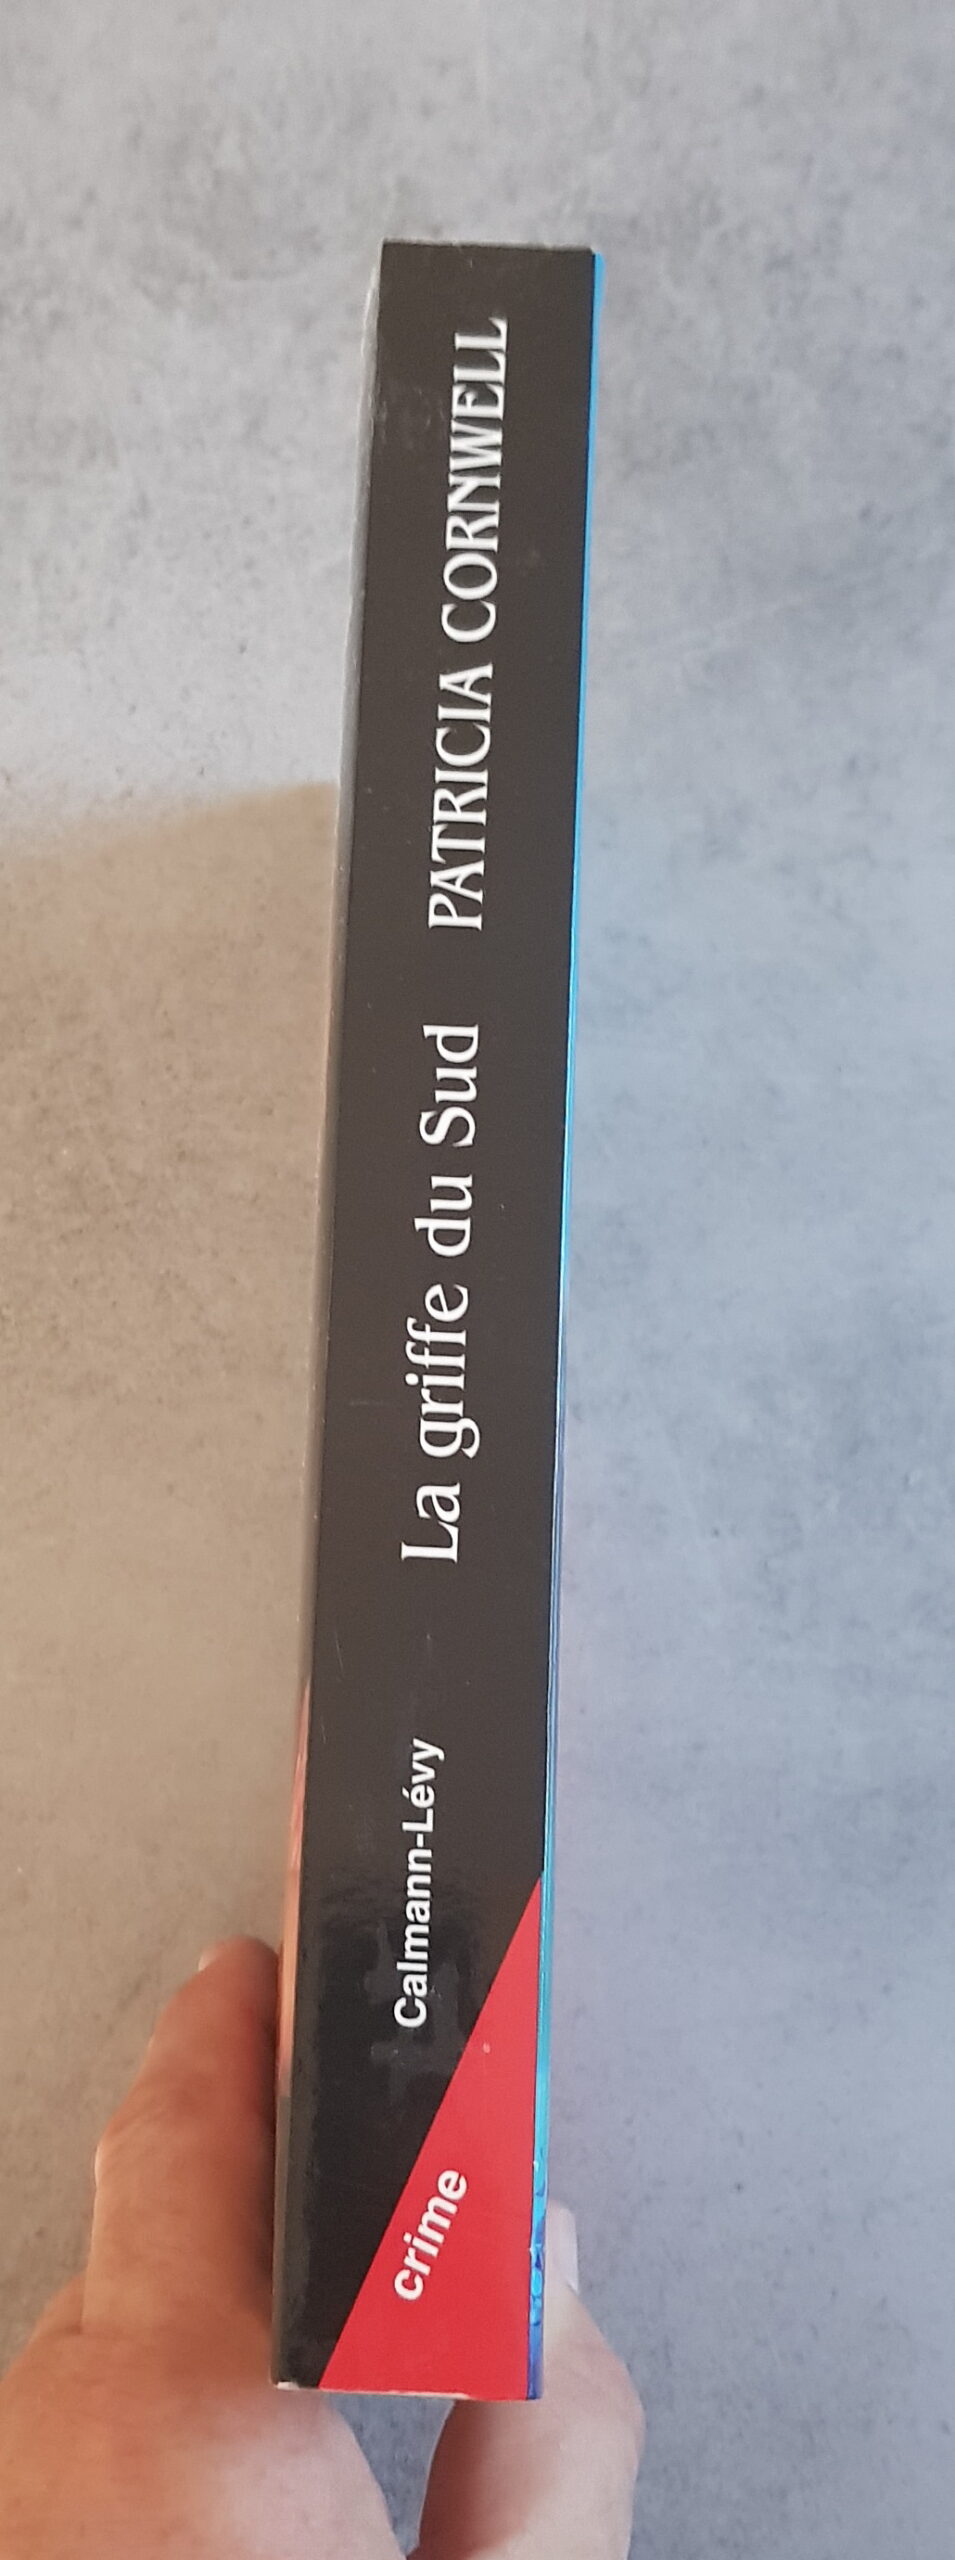 PATRICIA CORNWELL
La griffe du Sud
Calmann-Lévy
crime